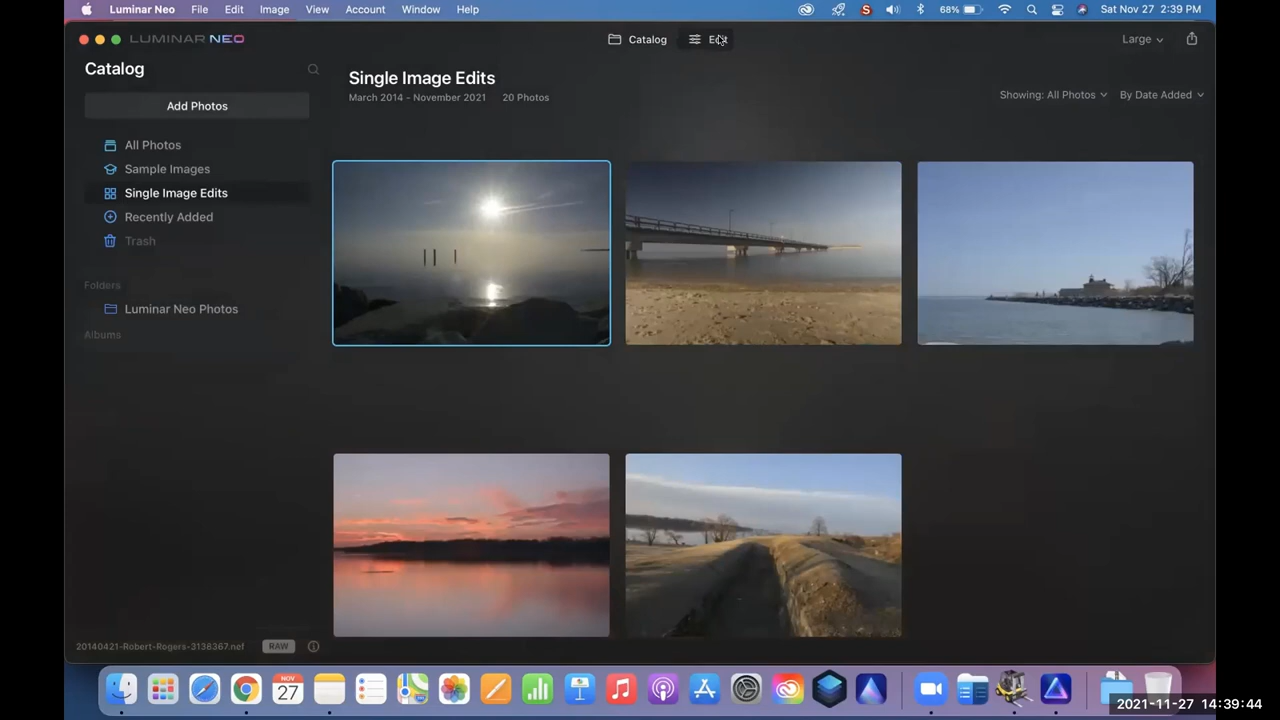 Luminar Neo File Edit Image View Account Window Help 68% Sat Nov 27 2:39 PM
LUMINAR NEO
Catalog Edit
Large
Catalog
Add Photos
All Photos
Sample Images
Single Image Edits
Recently Added
Trash
Folders
Luminar Neo Photos
Albums
Single Image Edits
March 2014 - November 2021 20 Photos
Showing: All Photos By Date Added
20140421-Robert-Rogers-3138367.nef RAW
NOV
27
2021-11-27 14:39:44